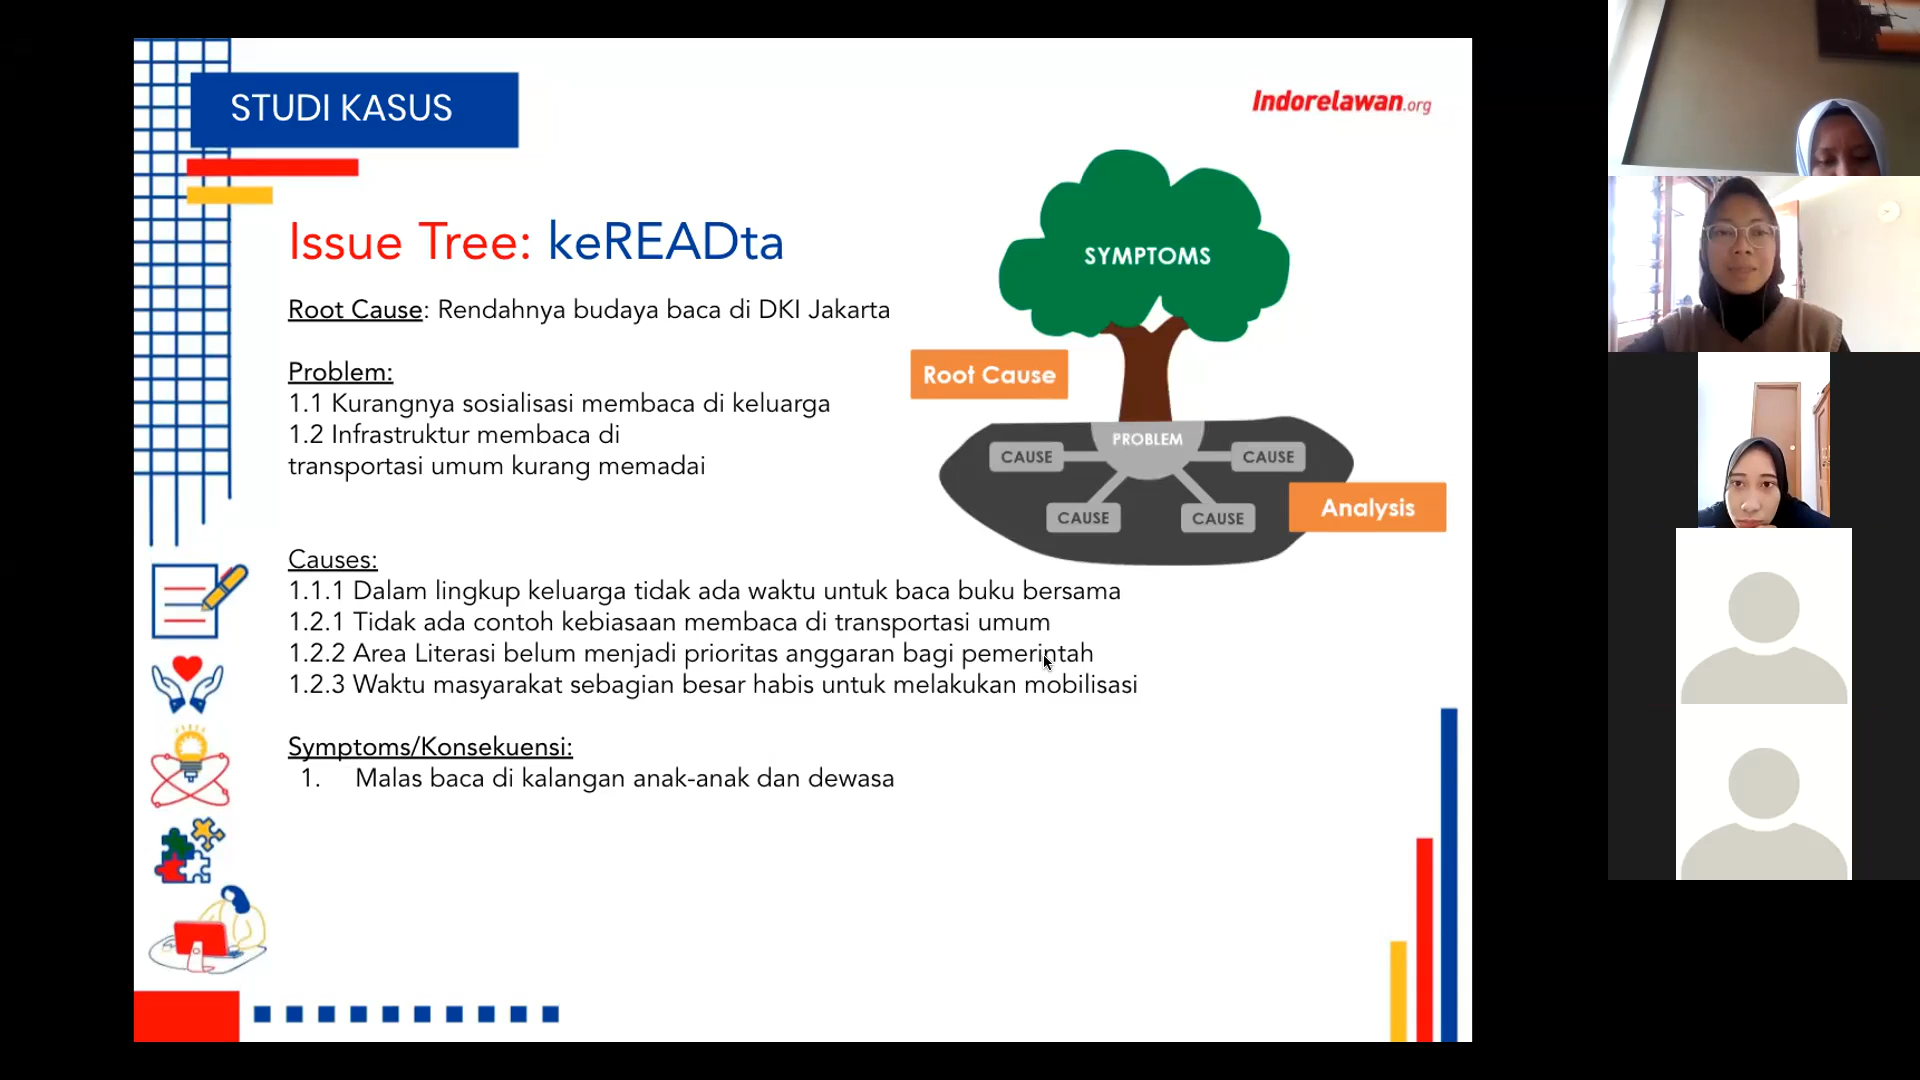 STUDI KASUS
Indorelawan.org
Issue Tree: keREADta
Root Cause: Rendahnya budaya baca di DKI Jakarta
Problem:
1.1 Kurangnya sosialisasi membaca di keluarga
1.2 Infrastruktur membaca di
transportasi umum kurang memadai
SYMPTOMS
Root Cause
PROBLEM
CAUSE
CAUSE
CAUSE
CAUSE
Analysis
Causes:
1.1.1 Dalam lingkup keluarga tidak ada waktu untuk baca buku bersama
1.2.1 Tidak ada contoh kebiasaan membaca di transportasi umum
1.2.2 Area Literasi belum menjadi prioritas anggaran bagi pemerintah
1.2.3 Waktu masyarakat sebagian besar habis untuk melakukan mobilisasi
Symptoms/Konsekuensi:
1. Malas baca di kalangan anak-anak dan dewasa